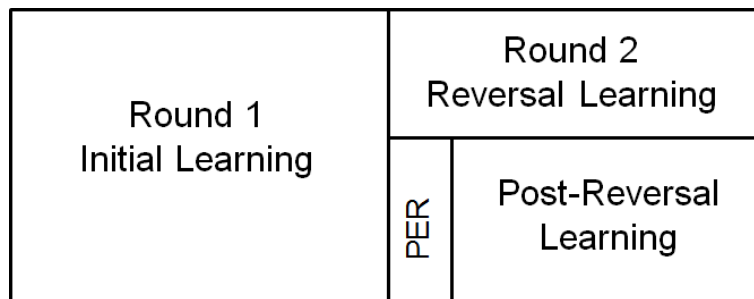 Round 1
Initial Learning
Round 2
Reversal Learning
PER
Post-Reversal
Learning